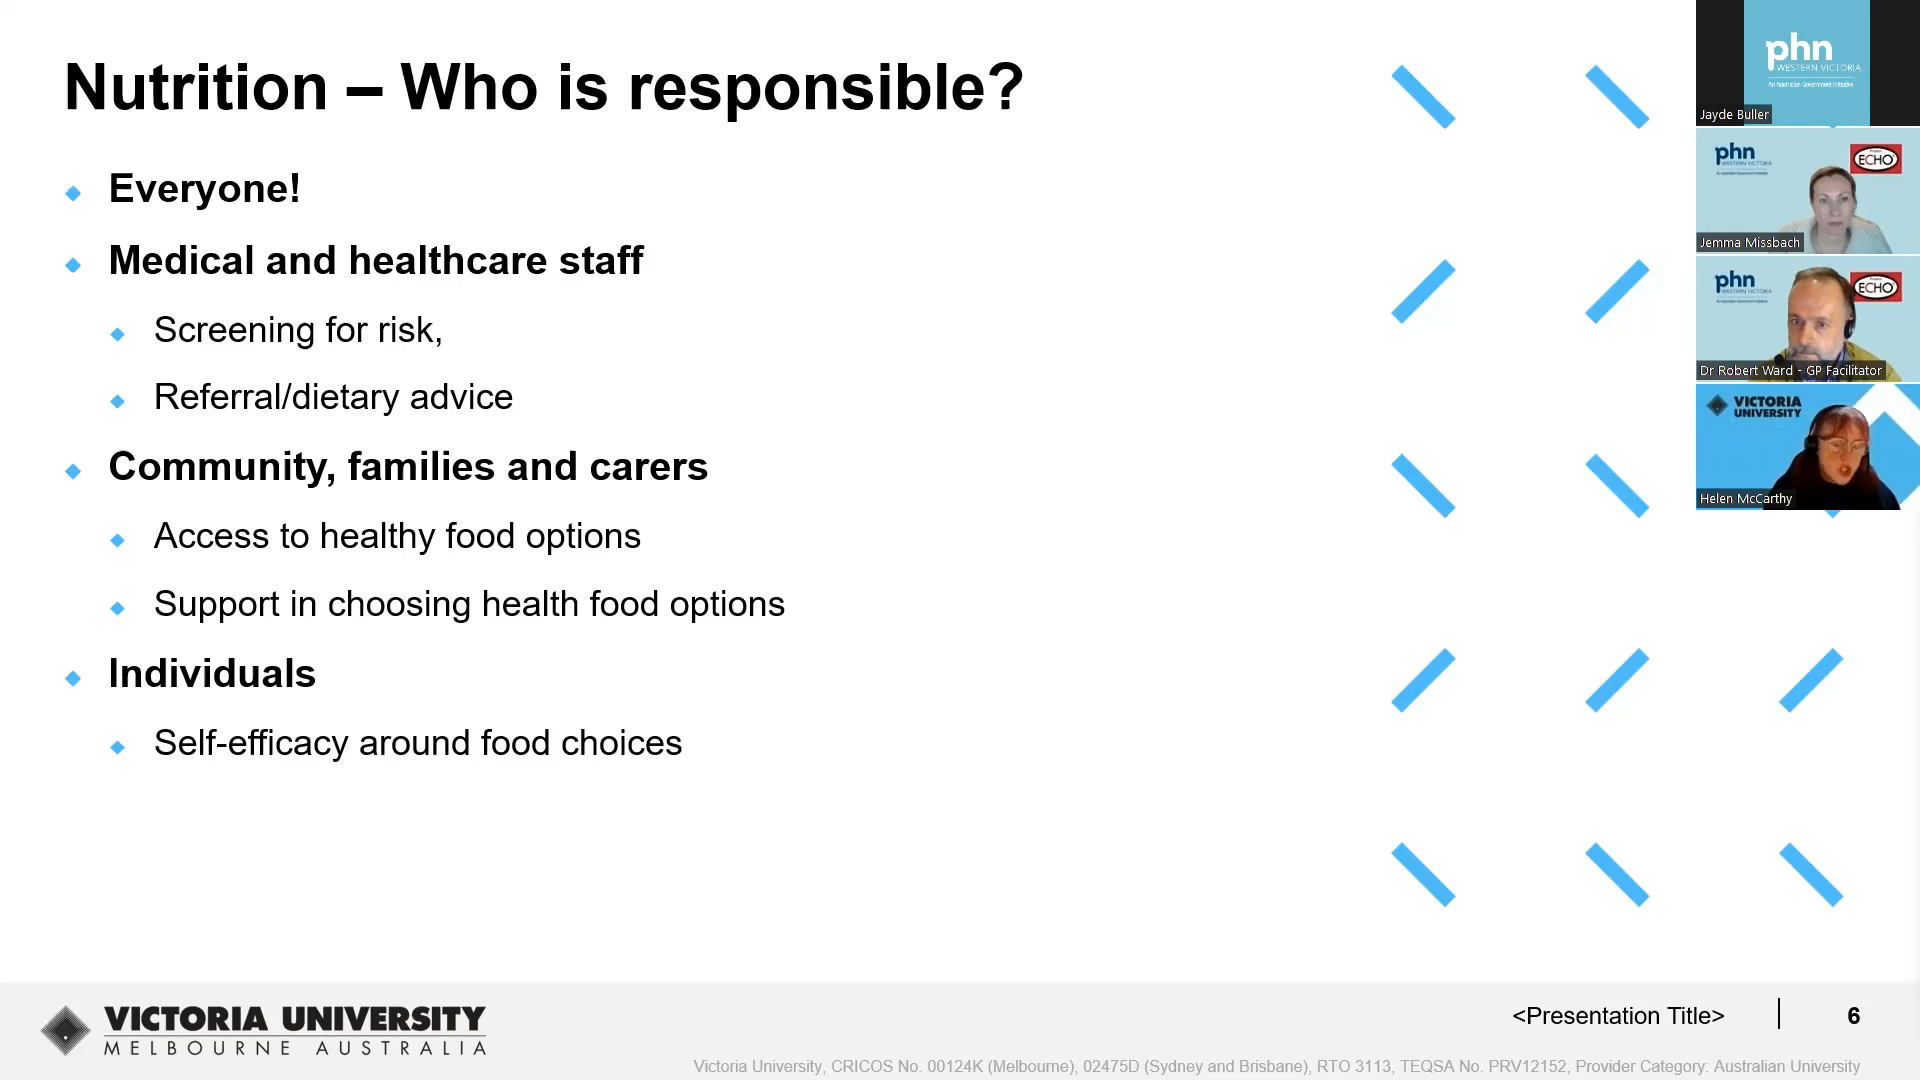 Nutrition – Who is responsible?
Everyone!
Medical and healthcare staff
Screening for risk,
Referral/dietary advice
Community, families and carers
Access to healthy food options
Support in choosing health food options
Individuals
Self-efficacy around food choices
phn
WESTERN VICTORIA
An Australian Government Initiative
Jayde Buller
phn
WESTERN VICTORIA
ECHO
Jemma Missbach
phn
WESTERN VICTORIA
ECHO
Dr Robert Ward - GP Facilitator
VICTORIA
UNIVERSITY
Helen McCarthy
VICTORIA UNIVERSITY
MELBOURNE AUSTRALIA
<Presentation Title>
6
Victoria University, CRICOS No. 00124K (Melbourne), 02475D (Sydney and Brisbane), RTO 3113, TEQSA No. PRV12152, Provider Category: Australian University